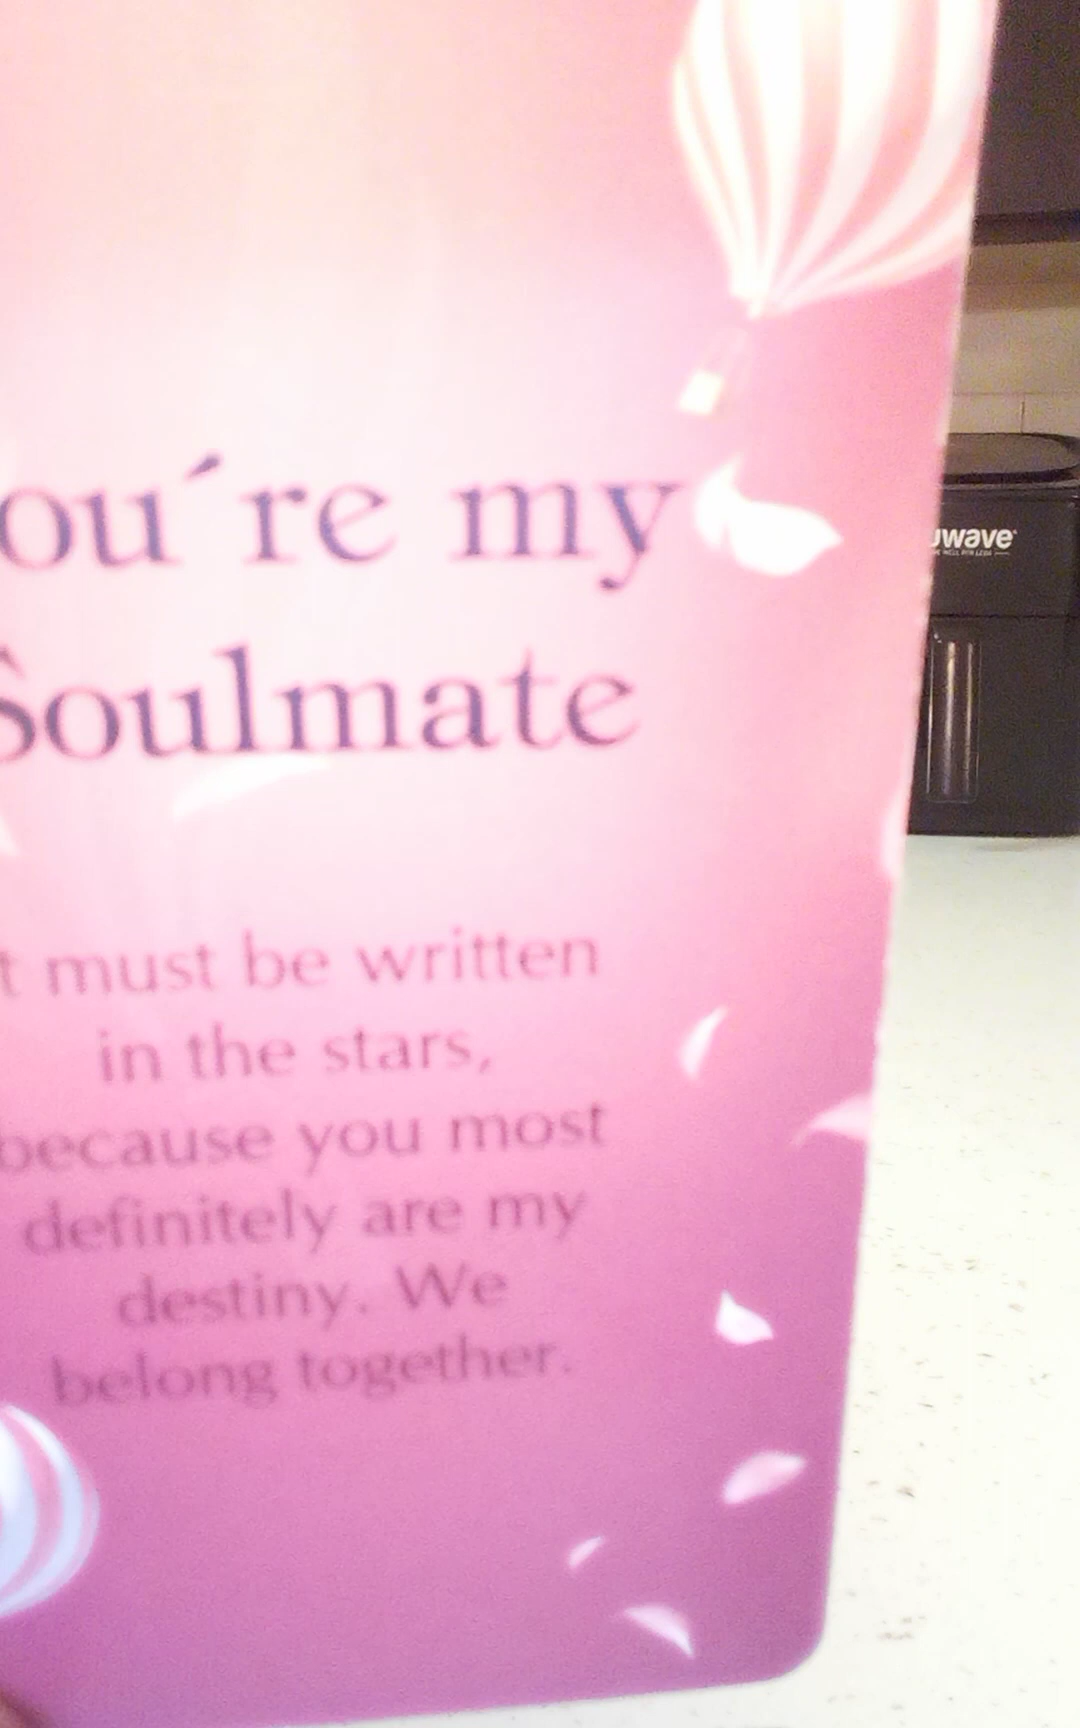 ou´re my
Soulmate
t must be written
in the stars,
because you most
definitely are my
destiny. We
belong together.
uwave